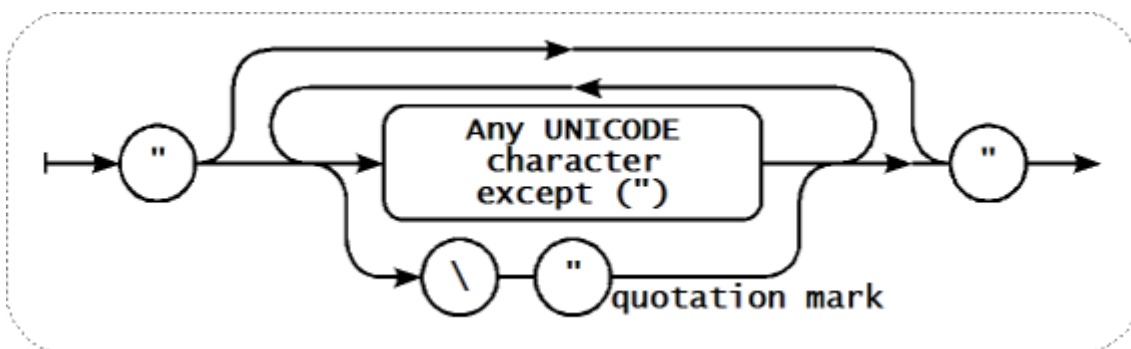 Any UNICODE
" character "
except (")
\ "
quotation mark